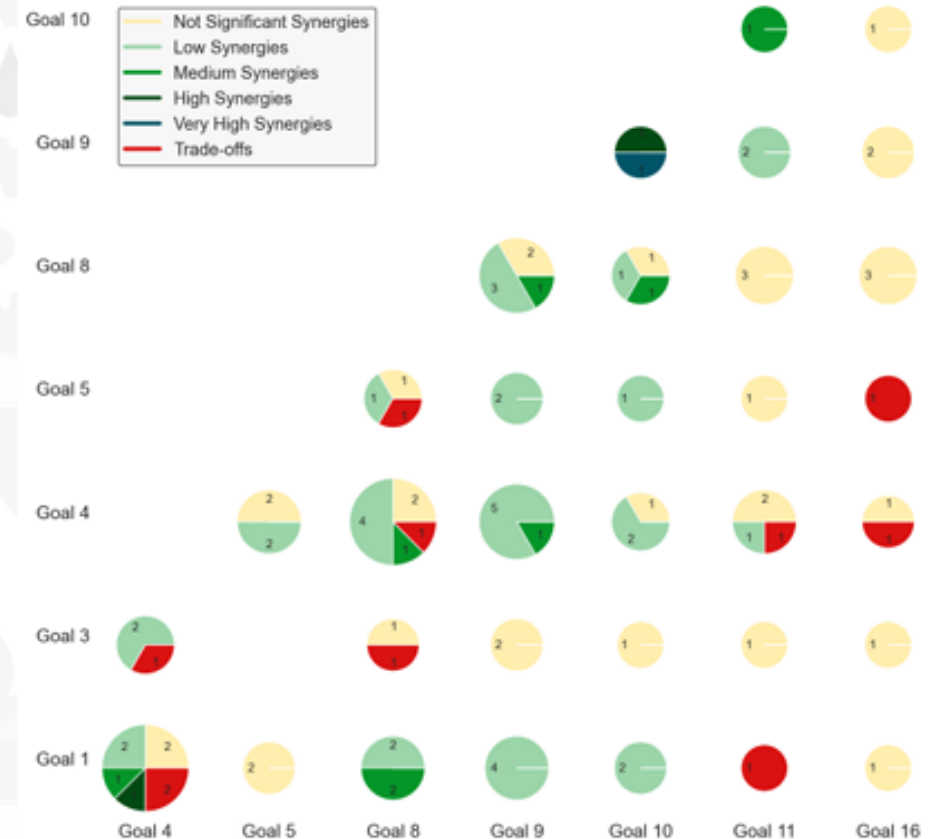 Goal 10
Not Significant Synergies
Low Synergies
Medium Synergies
High Synergies
Very High Synergies
Trade-offs
1 1
Goal 9
1 2 2
Goal 8
2 3 1
1 1 1
3 3
Goal 5
1 1 1
2 1 1 1
Goal 4
2 2
2 4 1 1
5 1
1 2
2 1 1
1 1
Goal 3
2 1
1 1
2 1 1 1
Goal 1
2 2 1 2
2
2 2
4 2 1 1
Goal 4 Goal 5 Goal 8 Goal 9 Goal 10 Goal 11 Goal 16